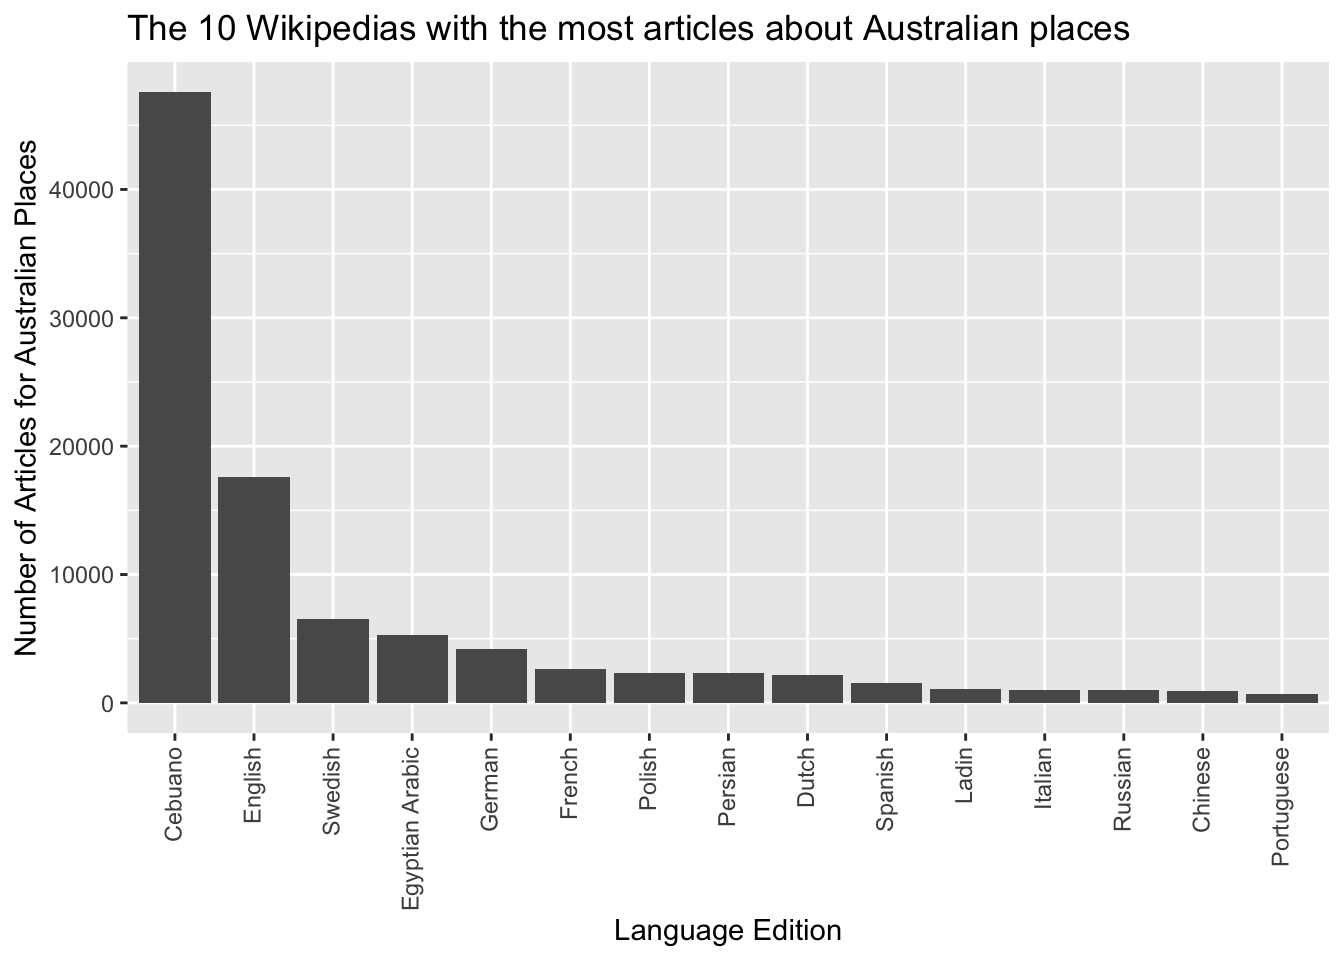 The 10 Wikipedias with the most articles about Australian places
Number of Articles for Australian Places
40000
30000
20000
10000
0
Cebuano
English
Swedish
Egyptian Arabic
German
French
Polish
Persian
Dutch
Spanish
Ladin
Italian
Russian
Chinese
Portuguese
Language Edition